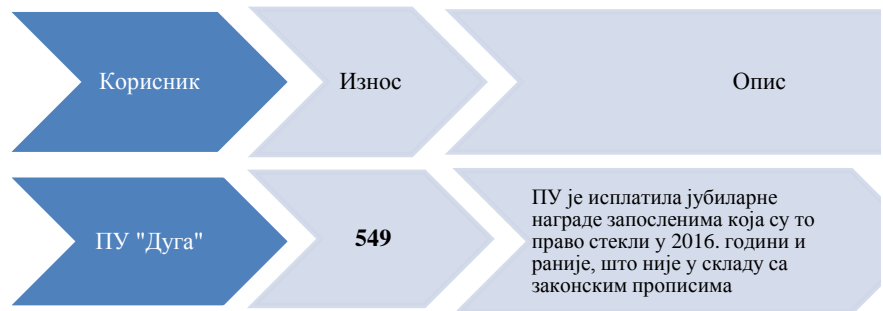 Корисник
Износ
Опис
ПУ "Дуга"
549
ПУ је исплатила јубиларне
награде запосленима која су то
право стекли у 2016. години и
раније, што није у складу са
законским прописима